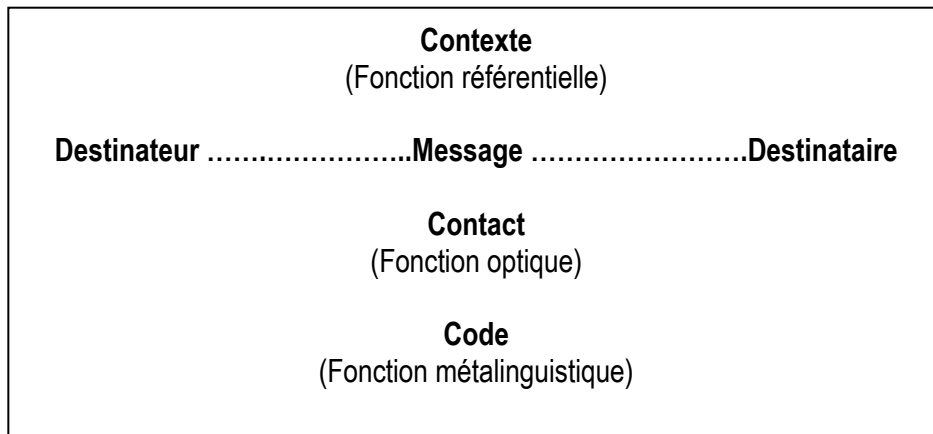 Contexte
(Fonction référentielle)
Destinateur …….…………………..Message …………………….Destinataire
Contact
(Fonction optique)
Code
(Fonction métalinguistique)